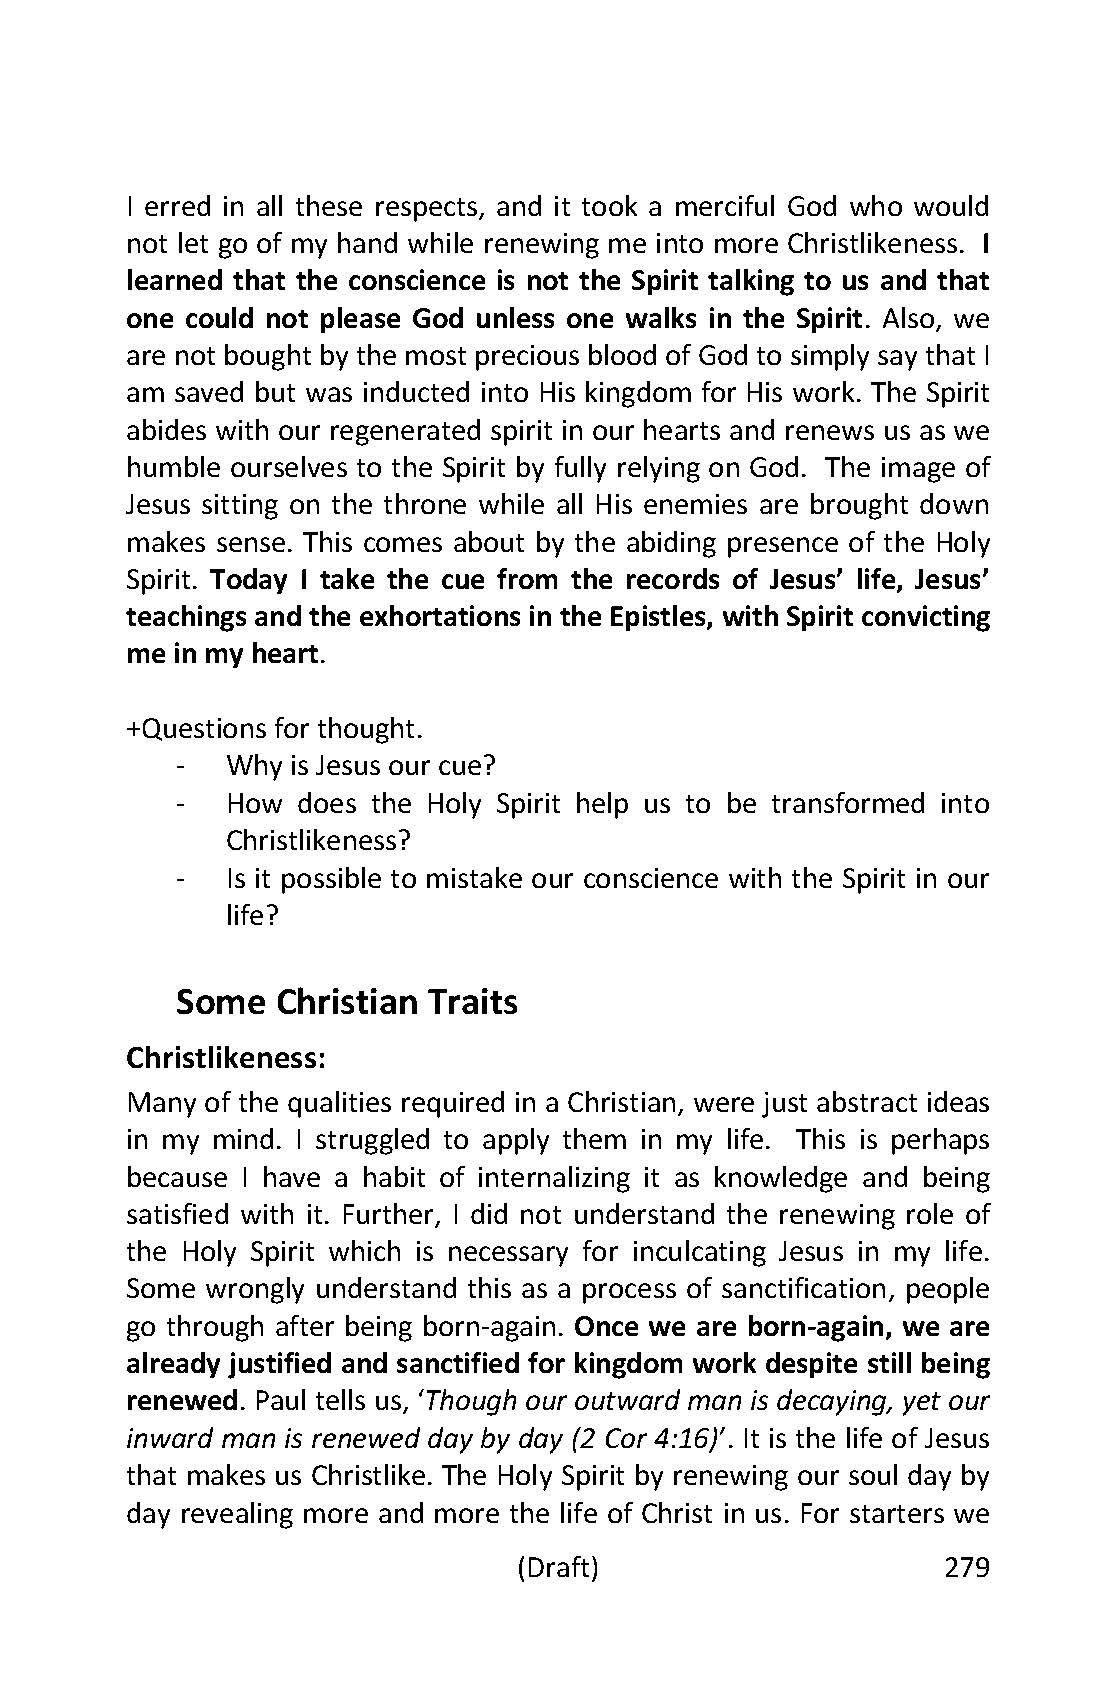 I erred in all these respects, and it took a merciful God who would
not let go of my hand while renewing me into more Christlikeness. I
learned that the conscience is not the Spirit talking to us and that
one could not please God unless one walks in the Spirit. Also, we
are not bought by the most precious blood of God to simply say that I
am saved but was inducted into His kingdom for His work. The Spirit
abides with our regenerated spirit in our hearts and renews us as we
humble ourselves to the Spirit by fully relying on God. The image of
Jesus sitting on the throne while all His enemies are brought down
makes sense. This comes about by the abiding presence of the Holy
Spirit. Today I take the cue from the records of Jesus’ life, Jesus’
teachings and the exhortations in the Epistles, with Spirit convicting
me in my heart.
+Questions for thought.
- Why is Jesus our cue?
- How does the Holy Spirit help us to be transformed into
Christlikeness?
- Is it possible to mistake our conscience with the Spirit in our
life?
Some Christian Traits
Christlikeness:
Many of the qualities required in a Christian, were just abstract ideas
in my mind. I struggled to apply them in my life. This is perhaps
because I have a habit of internalizing it as knowledge and being
satisfied with it. Further, I did not understand the renewing role of
the Holy Spirit which is necessary for inculcating Jesus in my life.
Some wrongly understand this as a process of sanctification, people
go through after being born-again. Once we are born-again, we are
already justified and sanctified for kingdom work despite still being
renewed. Paul tells us, ‘Though our outward man is decaying, yet our
inward man is renewed day by day (2 Cor 4:16)’. It is the life of Jesus
that makes us Christlike. The Holy Spirit by renewing our soul day by
day revealing more and more the life of Christ in us. For starters we
(Draft) 279